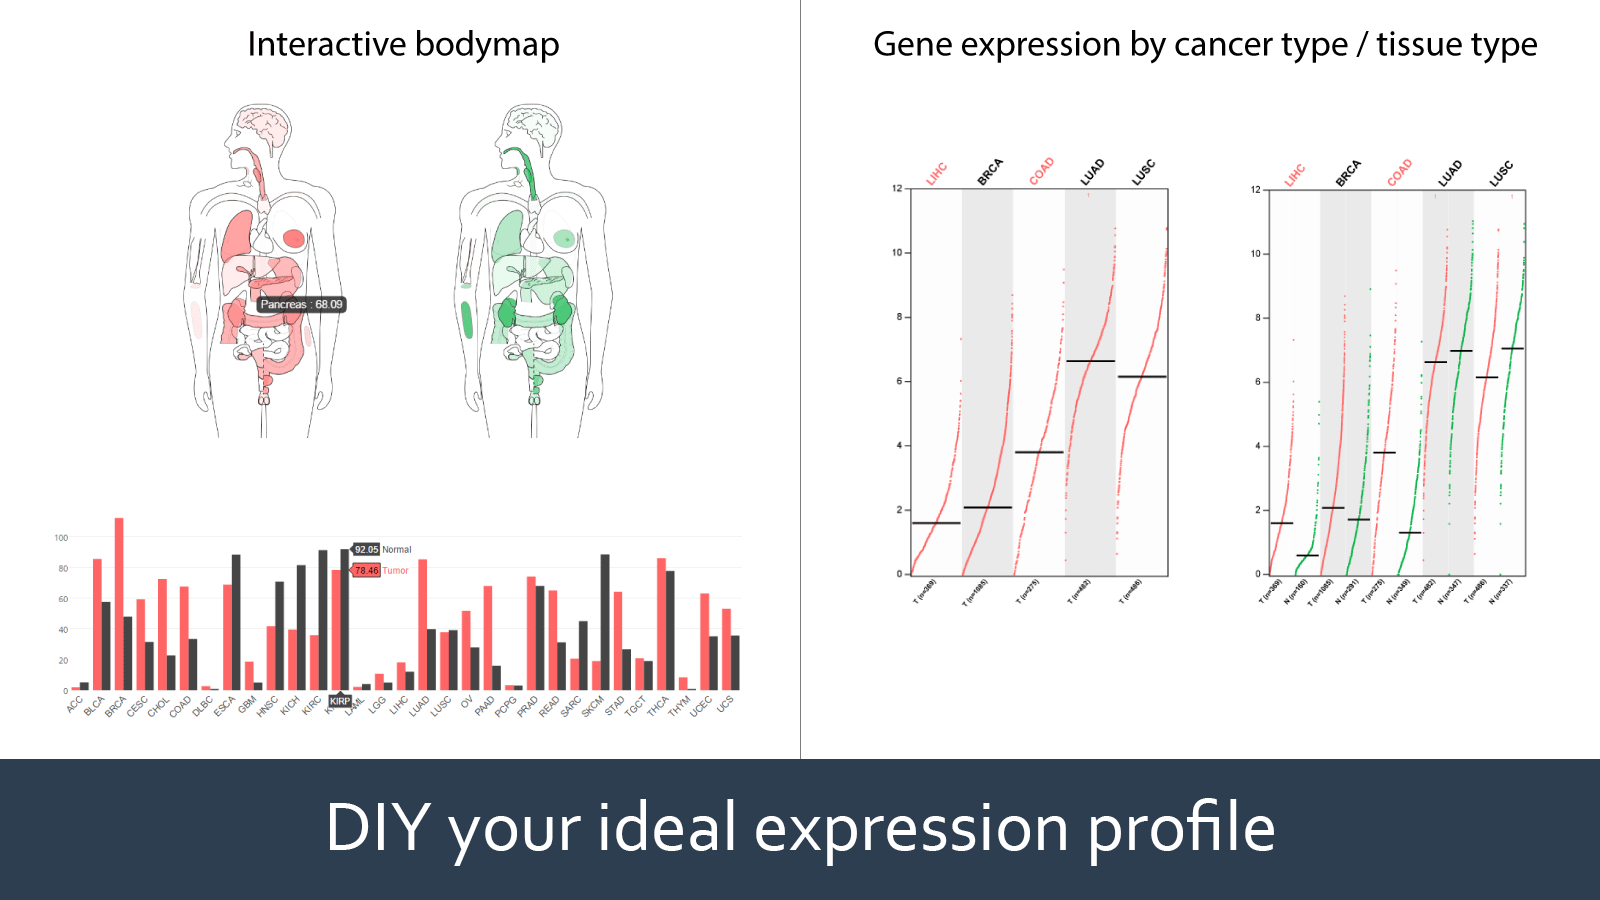 Interactive bodymap
Pancreas : 68.09
100
80
60
40
20
0
92.05 Normal
78.46 Tumor
ACC
BLCA
BRCA
CESC
CHOL
COAD
DLBC
ESCA
GBM
HNSC
KICH
KIRC
KIRP
LAML
LGG
LIHC
LUAD
LUSC
OV
PAAD
PCPG
PRAD
READ
SARC
SKCM
STAD
TGCT
THCA
THYM
UCEC
UCS
Gene expression by cancer type / tissue type
LIHC
BRCA
COAD
LUAD
LUSC
12
10
8
6
4
2
0
T (n=369)
T (n=1085)
T (n=275)
T (n=482)
T (n=486)
LIHC
BRCA
COAD
LUAD
LUSC
12
10
8
6
4
2
0
T (n=369)
N (n=160)
T (n=1085)
N (n=291)
T (n=275)
N (n=349)
T (n=482)
N (n=347)
T (n=486)
N (n=337)
DIY your ideal expression profile